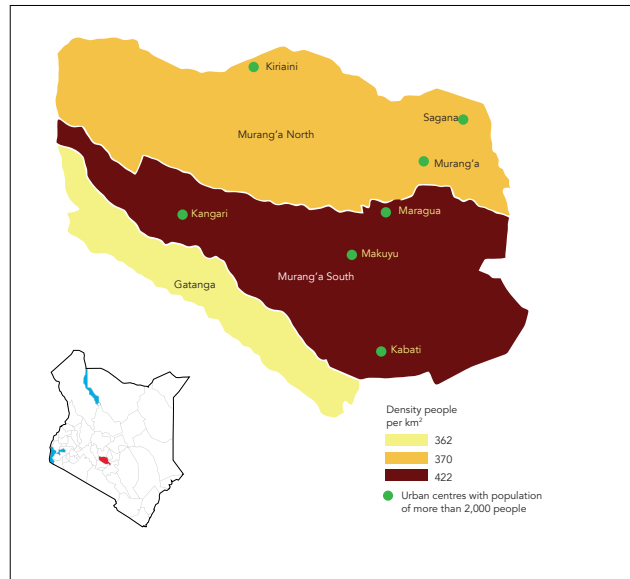 Kiriaini
Sagana
Murang’a North
Murang’a
Kangari
Maragua
Makuyu
Murang’a South
Gatanga
Kabati
Density people
per km²
362
370
422
Urban centres with population
of more than 2,000 people